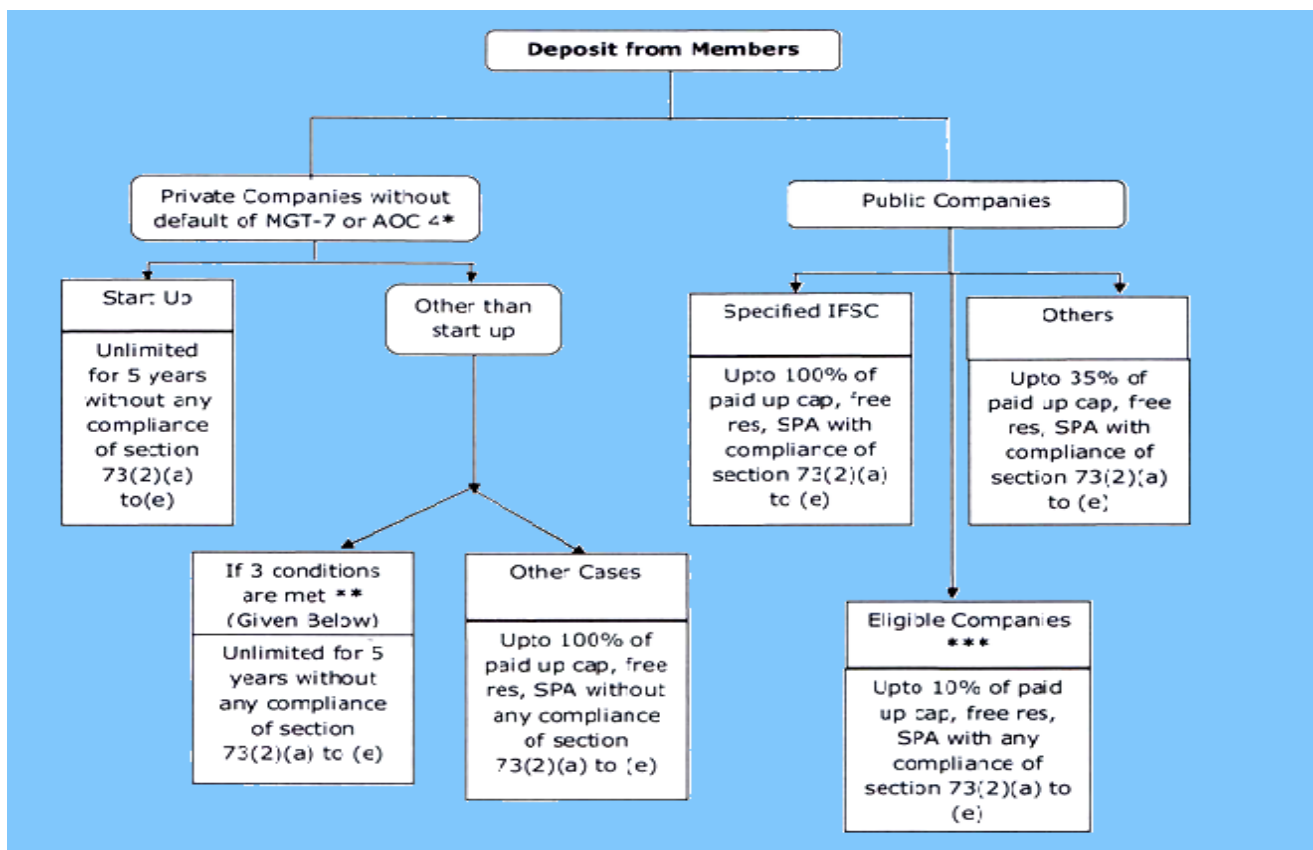 Deposit from Members
Private Companies without
default of MGT-7 or AOC 4*
Public Companies
Start Up
Unlimited
for 5 years
without any
compliance
of section
73(2)(a)
to(e)
Other than
start up
Specified IFSC
Upto 100% of
paid up cap, free
res, SPA with
compliance of
section 73(2)(a)
to (e)
Others
Upto 35% of
paid up cap, free
res, SPA with
compliance of
section 73(2)(a)
to (e)
If 3 conditions
are met **
(Given Below)
Unlimited for 5
years without
any compliance
of section
73(2)(a) to (e)
Other Cases
Upto 100% of
paid up cap, free
res, SPA without
any compliance
of section
73(2)(a) to (e)
Eligible Companies
***
Upto 10% of paid
up cap, free res,
SPA with any
compliance of
section 73(2)(a) to
(e)